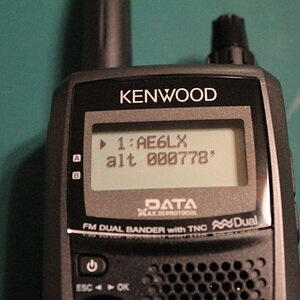 KENWOOD
▸ 1:AE6LX
alt 000778'
A
B
DATA
AX.25 PROTOCOL
FM DUAL BANDER with TNC Dual
ESC ◄ ► OK